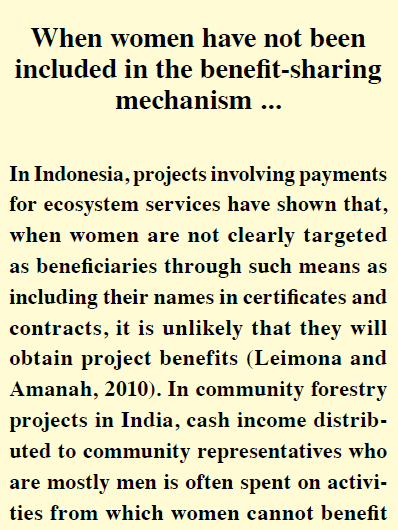 When women have not been
included in the benefit-sharing
mechanism ...
In Indonesia, projects involving payments
for ecosystem services have shown that,
when women are not clearly targeted
as beneficiaries through such means as
including their names in certificates and
contracts, it is unlikely that they will
obtain project benefits (Leimona and
Amanah, 2010). In community forestry
projects in India, cash income distrib-
uted to community representatives who
are mostly men is often spent on activi-
ties from which women cannot benefit